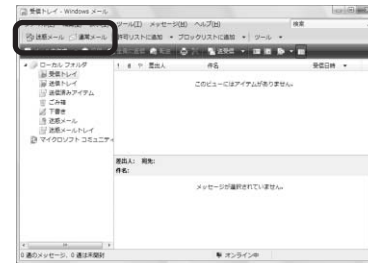 受信トレイ - Windows メール
ツール(T) メッセージ(M) ヘルプ(H) 検索
迷惑メール 通常メール 許可リストに追加 ブロックリストに追加 ツール
転送 送受信
ローカル フォルダ ! 差出人 件名 受信日時
受信トレイ
このビューにはアイテムがありません。
送信トレイ
送信済みアイテム
ごみ箱
下書き
迷惑メール
迷惑メールトレイ
マイクロソフト コミュニティ
差出人: 宛先:
件名:
メッセージが選択されていません。
0 通のメッセージ、0 通は未開封 オンライン中